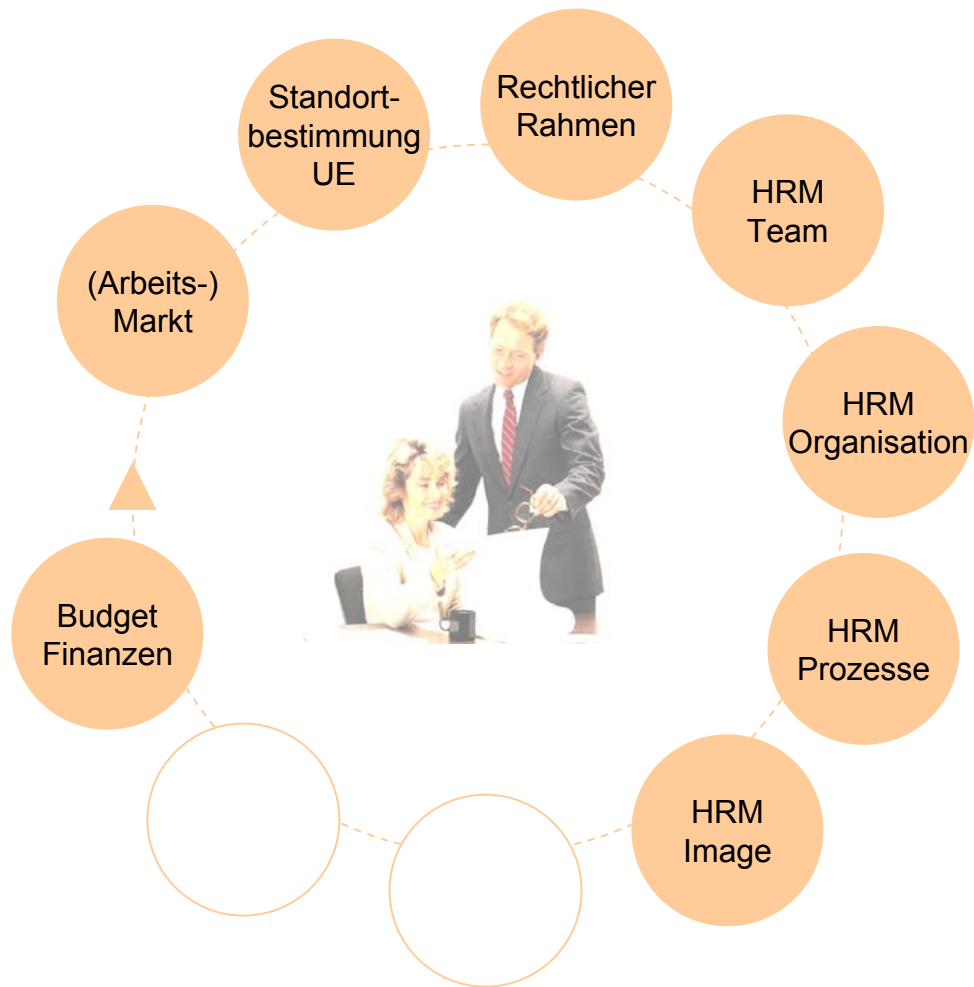 Standort-
bestimmung
UE
Rechtlicher
Rahmen
HRM
Team
HRM
Organisation
HRM
Prozesse
HRM
Image
Budget
Finanzen
(Arbeits-)
Markt